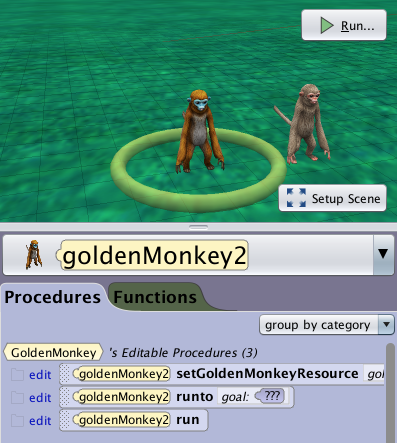 Run...
Setup Scene
goldenMonkey2
Procedures Functions
group by category
GoldenMonkey 's Editable Procedures (3)
edit goldenMonkey2 setGoldenMonkeyResource
edit goldenMonkey2 runto goal: ???
edit goldenMonkey2 run